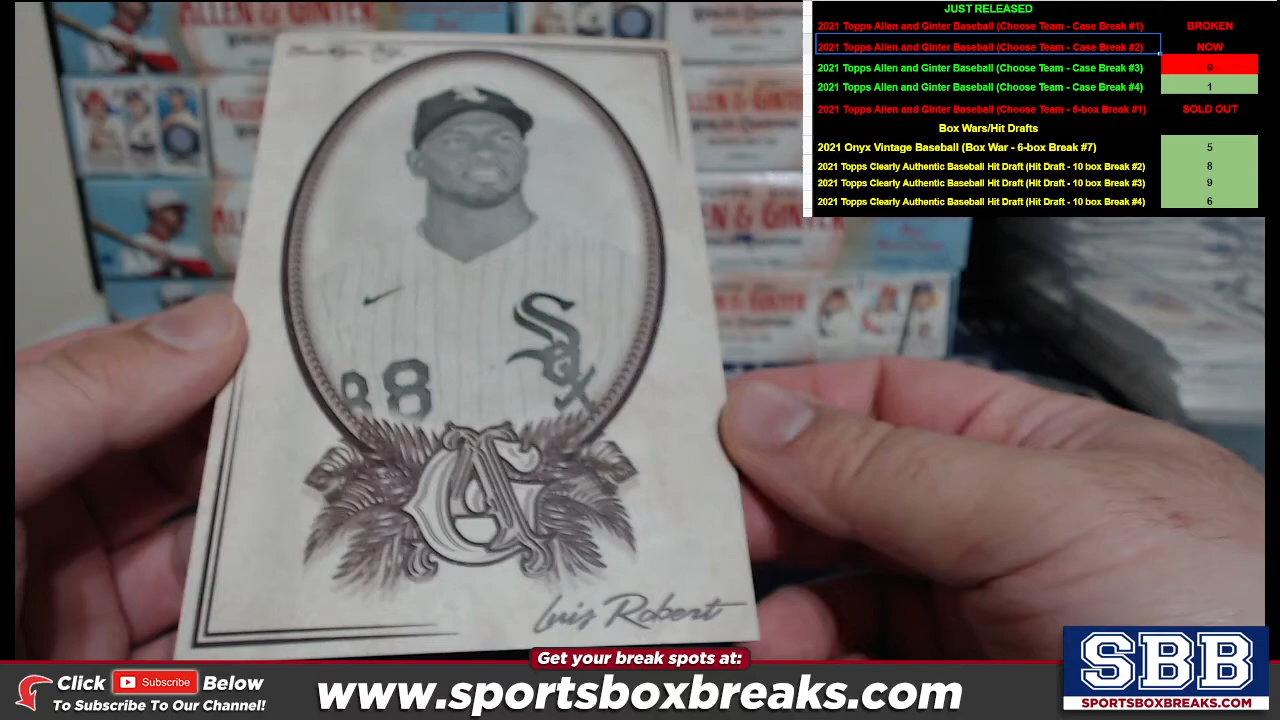 JUST RELEASED
2021 Topps Allen and Ginter Baseball (Choose Team - Case Break #1) BROKEN
2021 Topps Allen and Ginter Baseball (Choose Team - Case Break #2) NOW
2021 Topps Allen and Ginter Baseball (Choose Team - Case Break #3) 0
2021 Topps Allen and Ginter Baseball (Choose Team - Case Break #4) 1
2021 Topps Allen and Ginter Baseball (Choose Team - 6-box Break #1) SOLD OUT
Box Wars/Hit Drafts
2021 Onyx Vintage Baseball (Box War - 6-box Break #7) 5
2021 Topps Clearly Authentic Baseball Hit Draft (Hit Draft - 10 box Break #2) 8
2021 Topps Clearly Authentic Baseball Hit Draft (Hit Draft - 10 box Break #3) 9
2021 Topps Clearly Authentic Baseball Hit Draft (Hit Draft - 10 box Break #4) 6
ALLEN & GINTER
Sox
88
Luis Robert
Get your break spots at:
Click Subscribe Below
To Subscribe To Our Channel!
www.sportsboxbreaks.com
SBB
SPORTSBOXBREAKS.COM